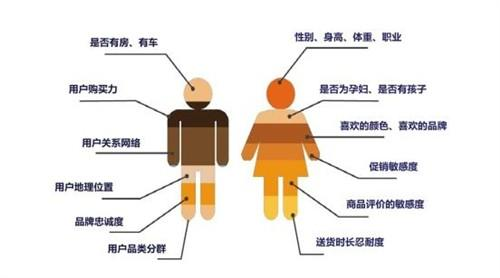 是否有房、有车
用户购买力
用户关系网络
用户地理位置
品牌忠诚度
用户品类分群
性别、身高、体重、职业
是否为孕妇、是否有孩子
喜欢的颜色、喜欢的品牌
促销敏感度
商品评价的敏感度
送货时长忍耐度